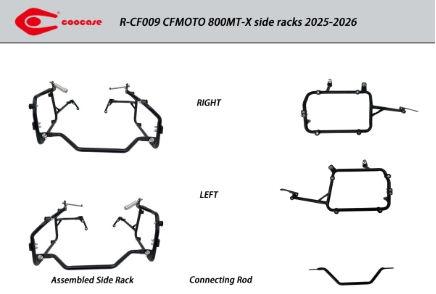 coocase
R-CF009 CFMOTO 800MT-X side racks 2025-2026
RIGHT
LEFT
Assembled Side Rack
Connecting Rod